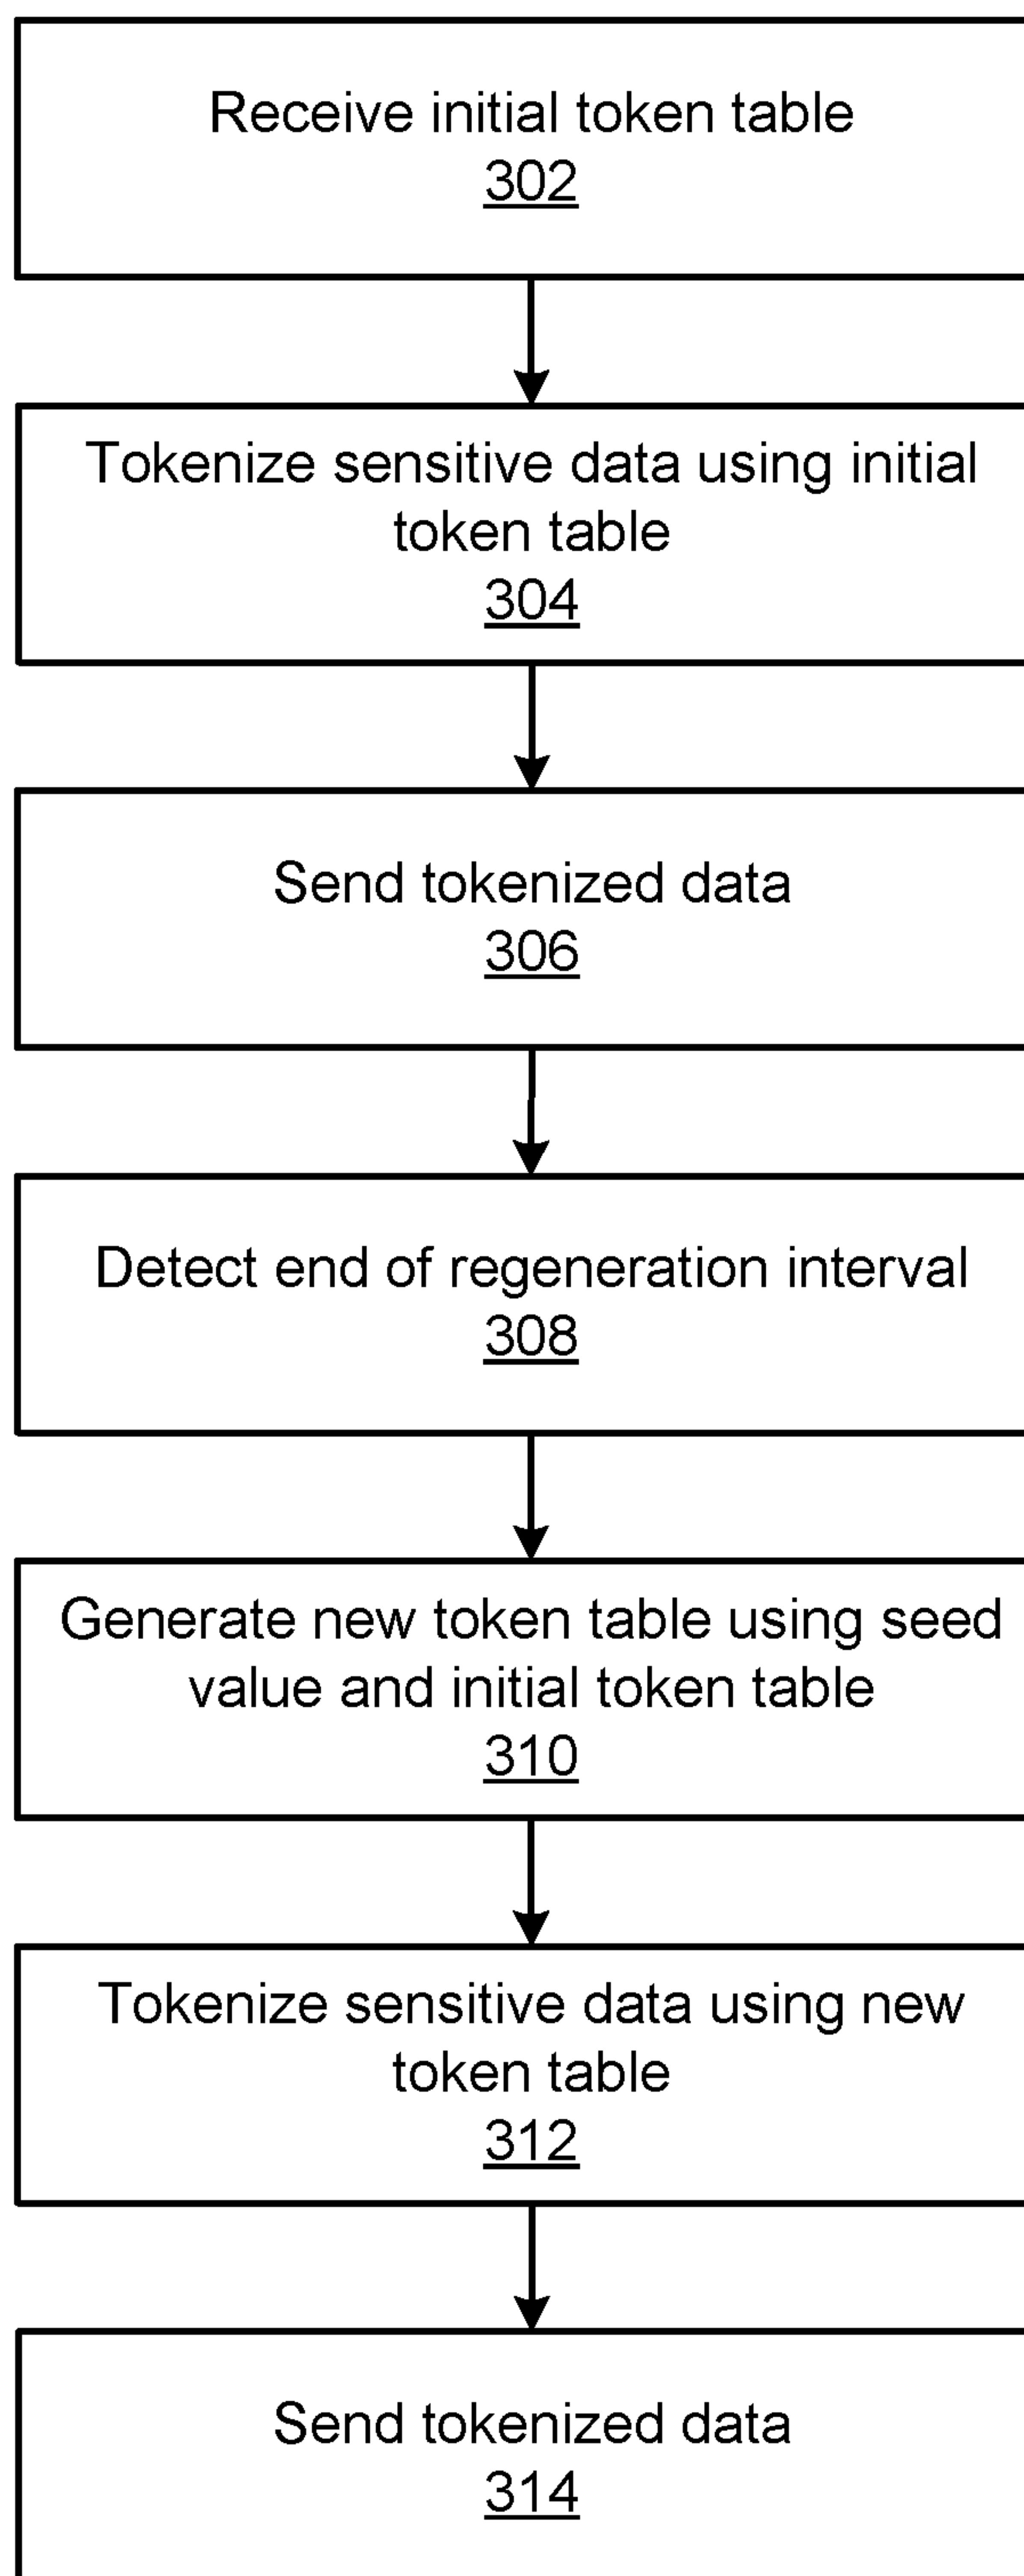 Receive initial token table
302
Tokenize sensitive data using initial
token table
304
Send tokenized data
306
Detect end of regeneration interval
308
Generate new token table using seed
value and initial token table
310
Tokenize sensitive data using new
token table
312
Send tokenized data
314